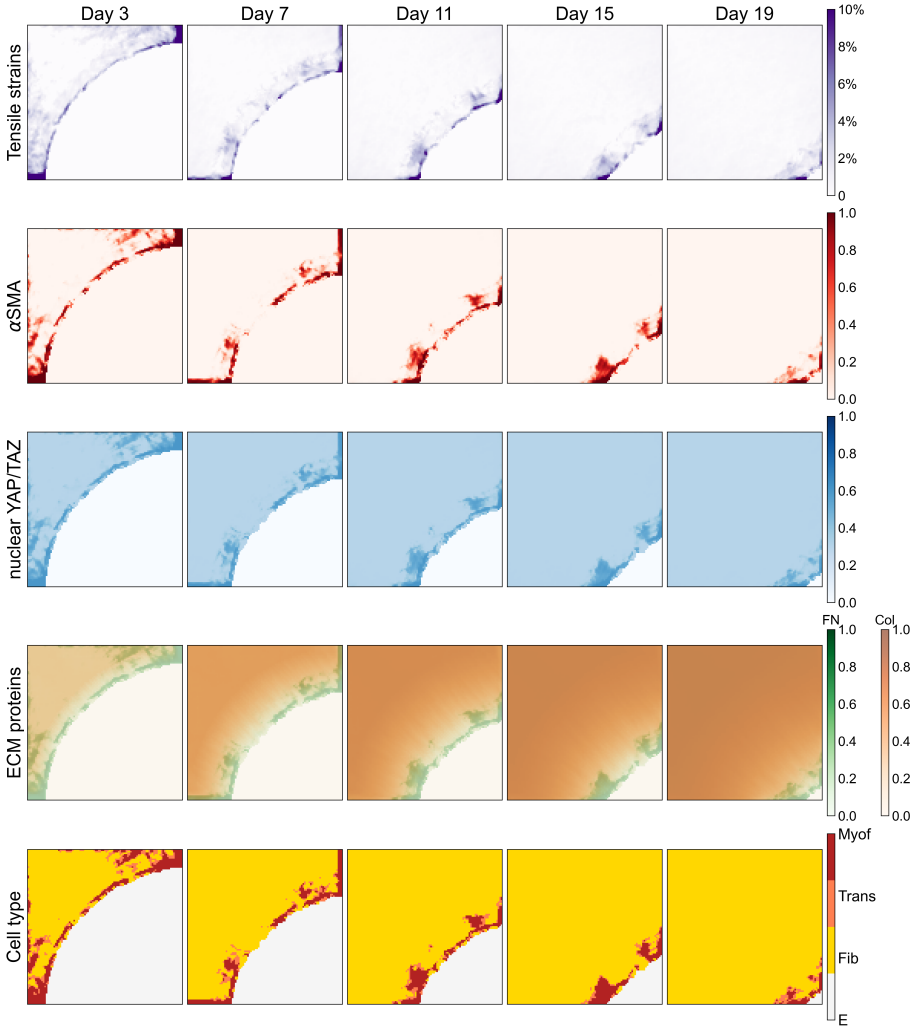 Day 3 Day 7 Day 11 Day 15 Day 19
Tensile strains
10%
8%
6%
4%
2%
0
αSMA
1.0
0.8
0.6
0.4
0.2
0.0
nuclear YAP/TAZ
1.0
0.8
0.6
0.4
0.2
0.0
ECM proteins
FN Col
1.0 1.0
0.8 0.8
0.6 0.6
0.4 0.4
0.2 0.2
0.0 0.0
Cell type
Myof
Trans
Fib
E